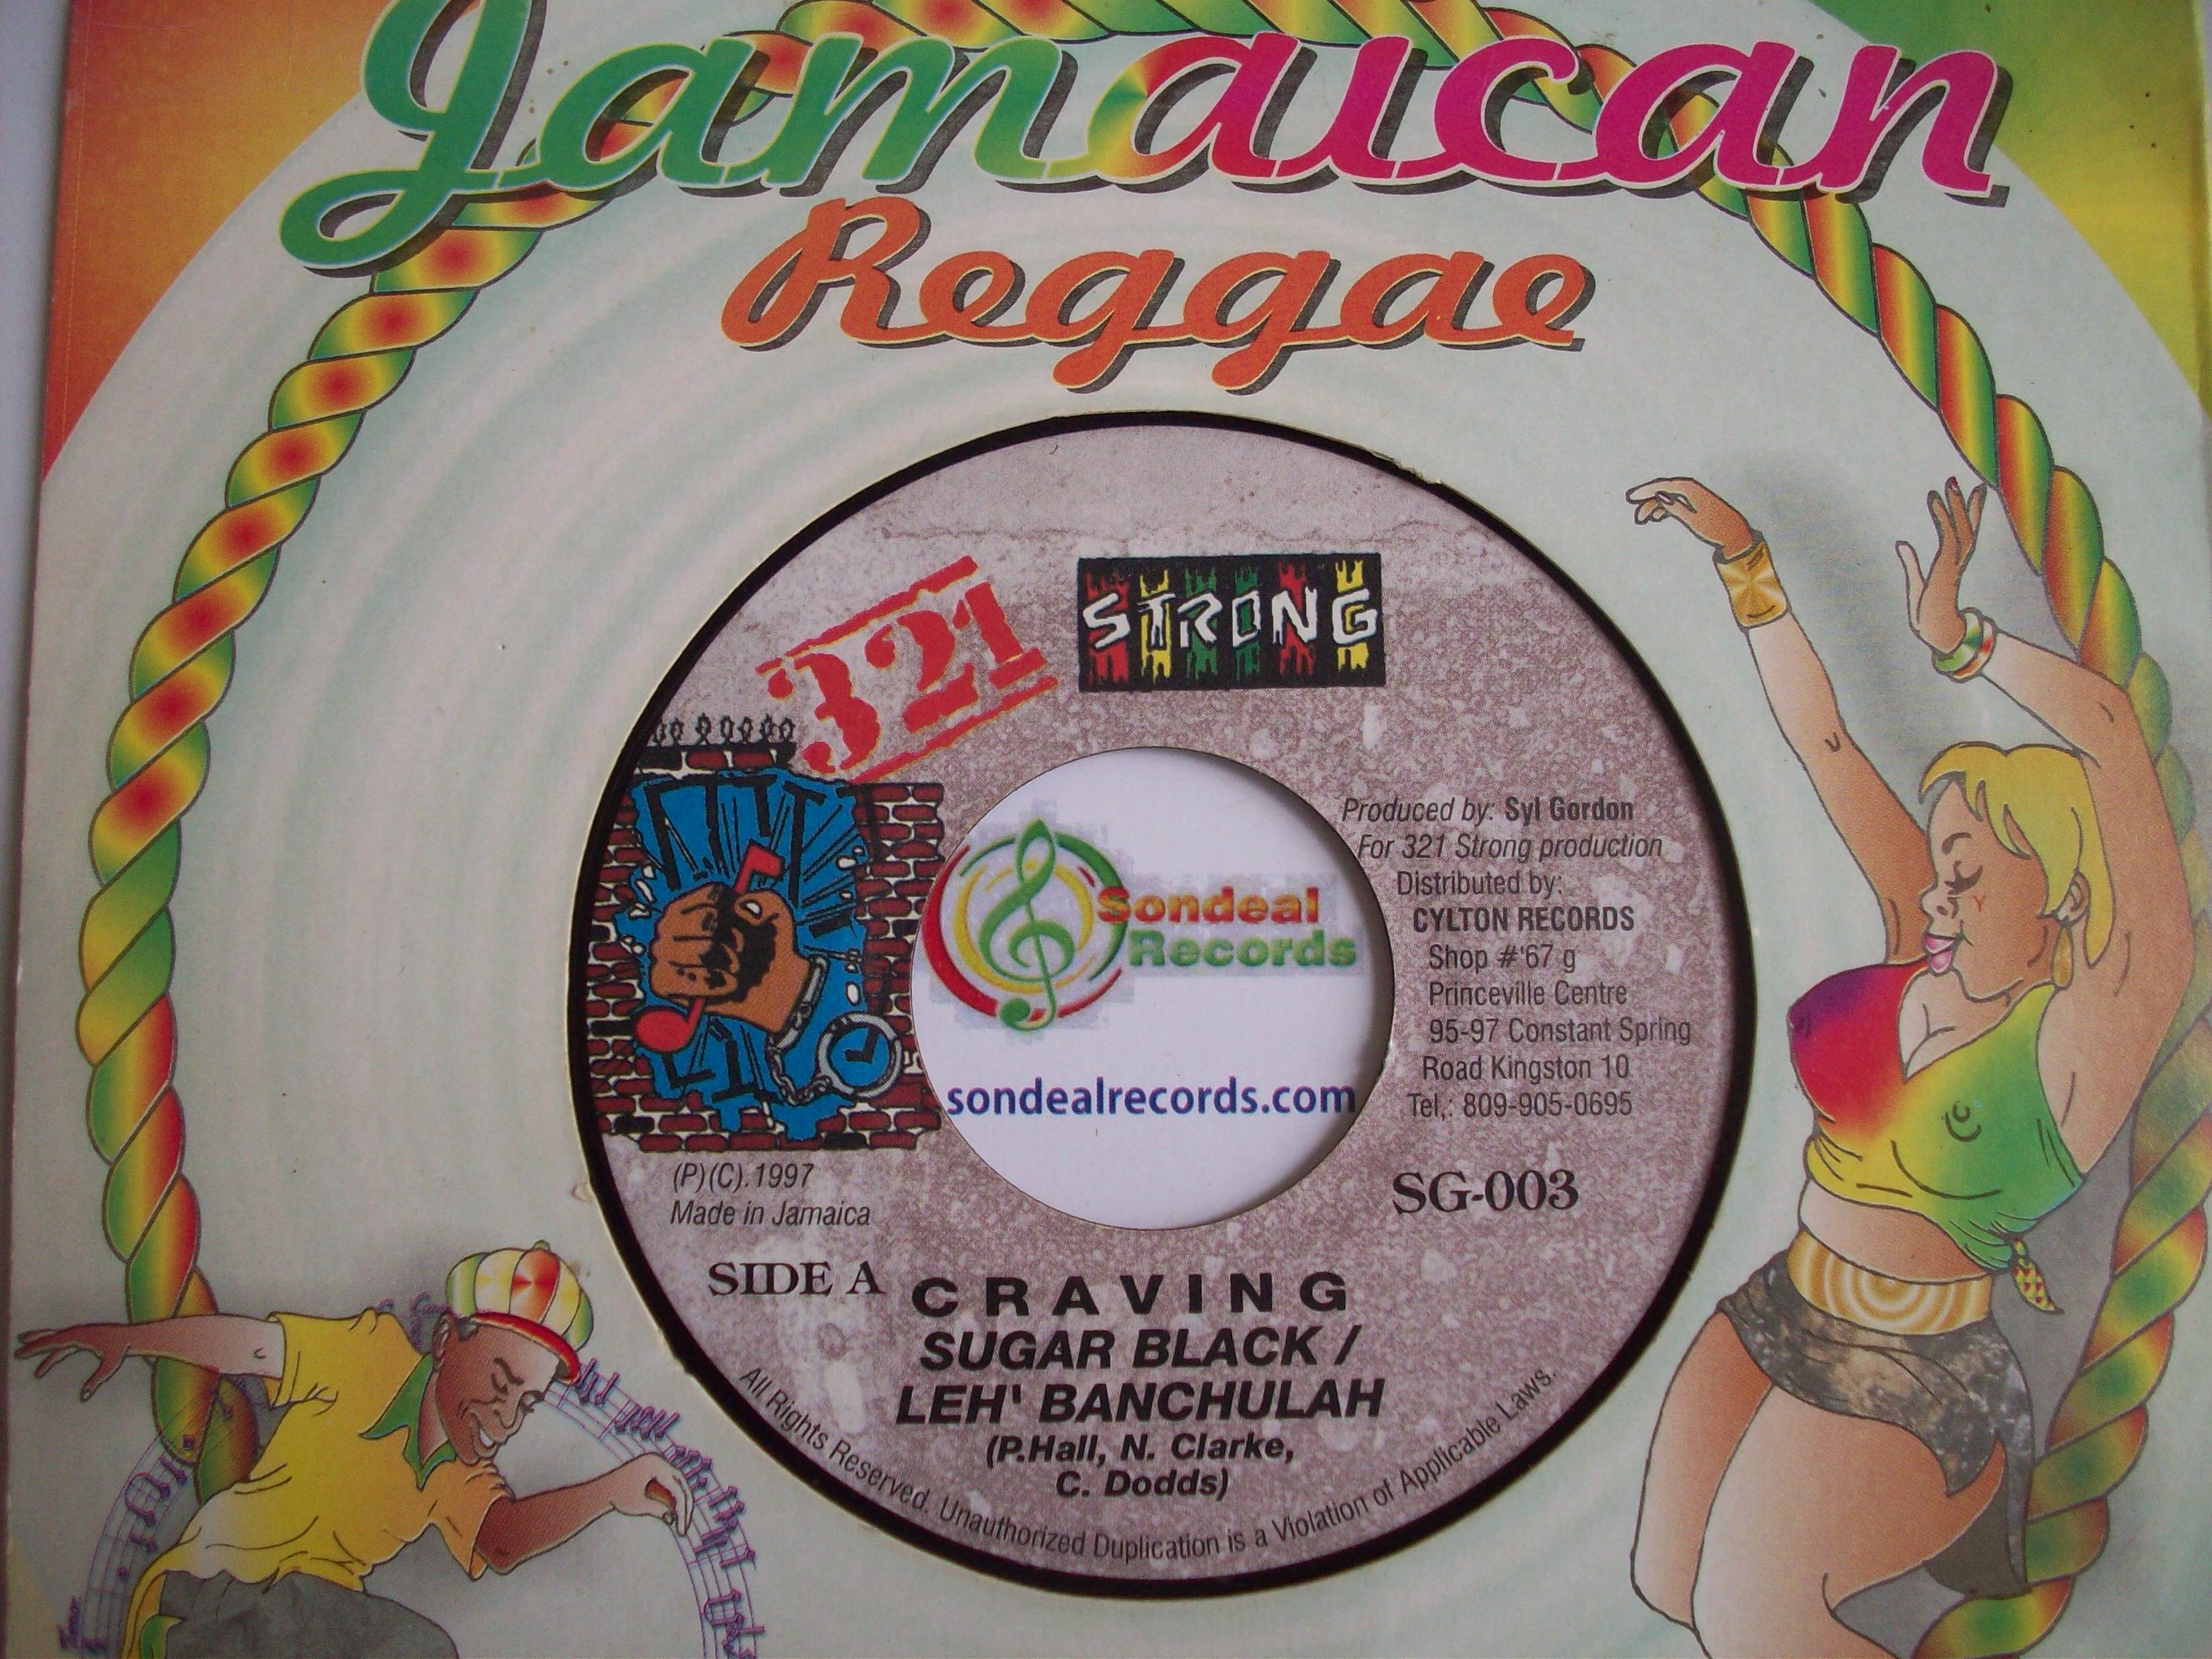 Jamaican
Reggae
321
STRONG
Produced by: Syl Gordon
For 321 Strong production
Distributed by:
CYLTON RECORDS
Shop #'67 g
Princeville Centre
95-97 Constant Spring
Road Kingston 10
Tel,: 809-905-0695
SG-003
Sondeal
Records
sondealrecords.com
(P)(C).1997
Made in Jamaica
SIDE A
CRAVING
SUGAR BLACK /
LEH' BANCHULAH
(P.Hall, N. Clarke,
C. Dodds)
All Rights Reserved. Unauthorized Duplication is a Violation of Applicable Laws.